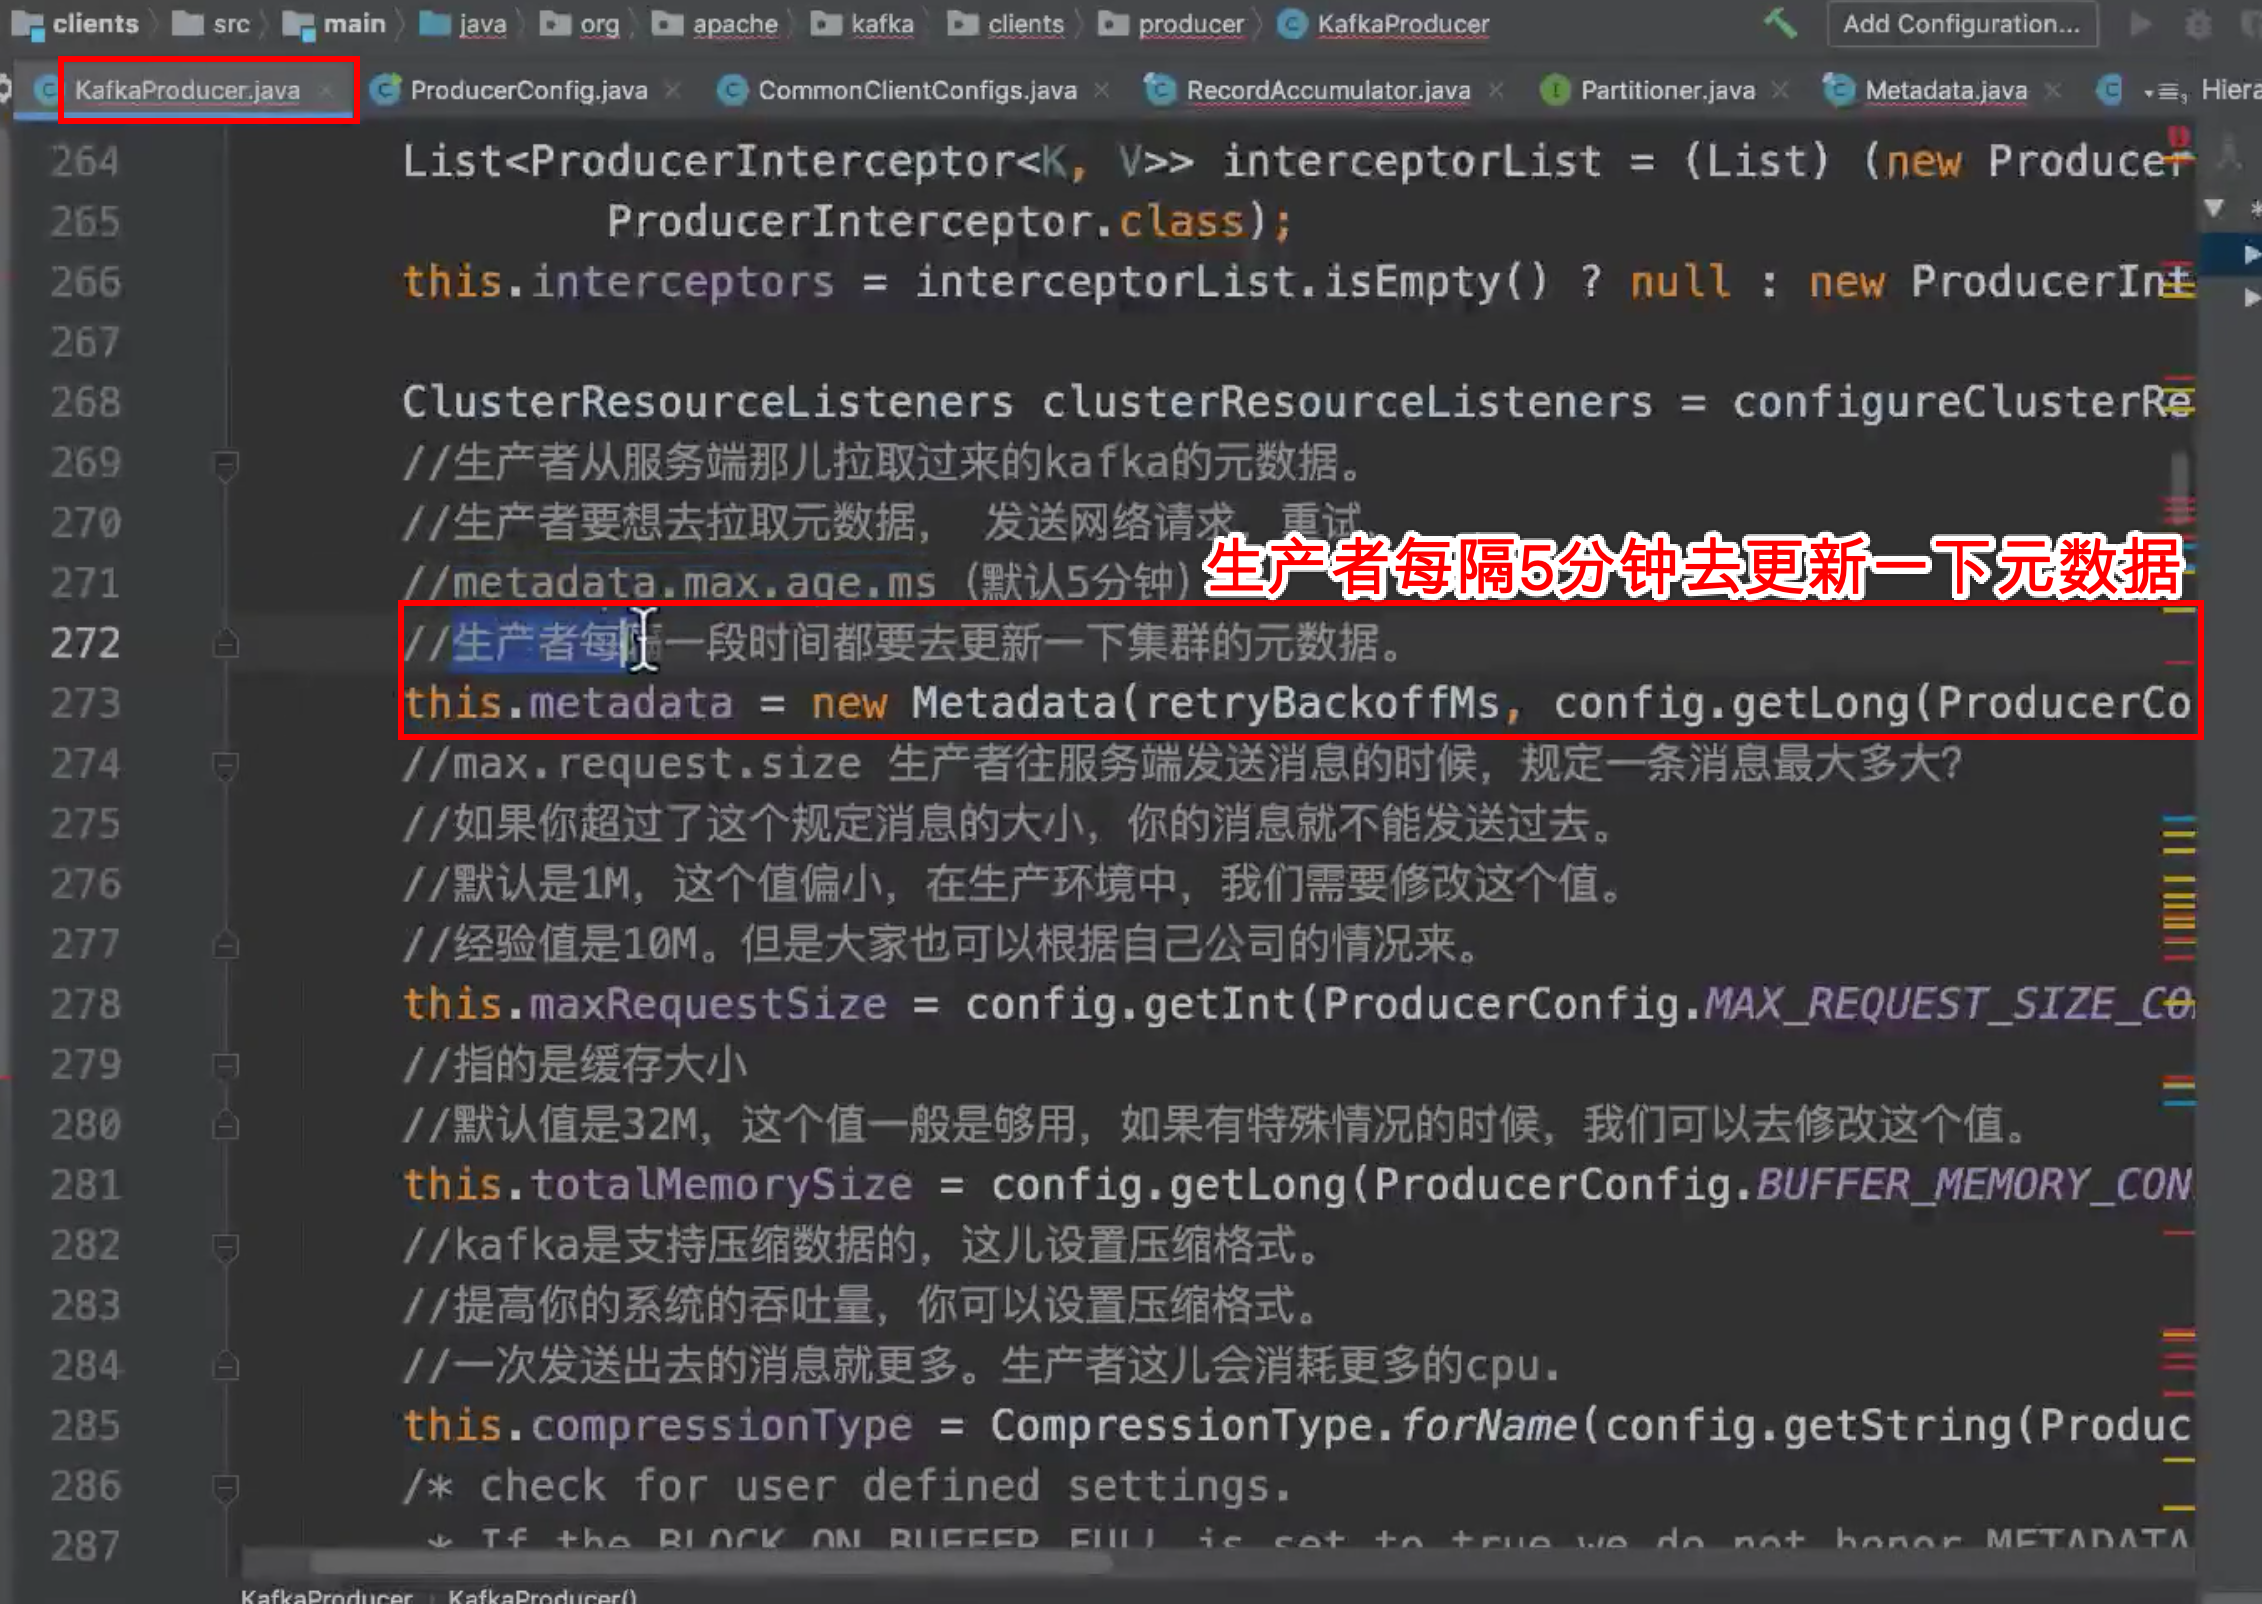 clients src main java org apache kafka clients producer KafkaProducer Add Configuration...
KafkaProducer.java ProducerConfig.java CommonClientConfigs.java RecordAccumulator.java Partitioner.java Metadata.java Hiera
264 List<ProducerInterceptor<K, V>> interceptorList = (List) (new Producer
265 ProducerInterceptor.class);
266 this.interceptors = interceptorList.isEmpty() ? null : new ProducerInt
267
268 ClusterResourceListeners clusterResourceListeners = configureClusterRe
269 //生产者从服务端那儿拉取过来的kafka的元数据。
270 //生产者要想去拉取元数据， 发送网络请求，重试，
271 //metadata.max.age.ms（默认5分钟）
生产者每隔5分钟去更新一下元数据
272 //生产者每隔一段时间都要去更新一下集群的元数据。
273 this.metadata = new Metadata(retryBackoffMs, config.getLong(ProducerCo
274 //max.request.size 生产者往服务端发送消息的时候，规定一条消息最大多大？
275 //如果你超过了这个规定消息的大小，你的消息就不能发送过去。
276 //默认是1M，这个值偏小，在生产环境中，我们需要修改这个值。
277 //经验值是10M。但是大家也可以根据自己公司的情况来。
278 this.maxRequestSize = config.getInt(ProducerConfig.MAX_REQUEST_SIZE_CO
279 //指的是缓存大小
280 //默认值是32M，这个值一般是够用，如果有特殊情况的时候，我们可以去修改这个值。
281 this.totalMemorySize = config.getLong(ProducerConfig.BUFFER_MEMORY_CON
282 //kafka是支持压缩数据的，这儿设置压缩格式。
283 //提高你的系统的吞吐量，你可以设置压缩格式。
284 //一次发送出去的消息就更多。生产者这儿会消耗更多的cpu.
285 this.compressionType = CompressionType.forName(config.getString(Produc
286 /* check for user defined settings.
287 * If the BLOCK_ON_BUFFER_FULL is set to true,we do not honor METADATA
KafkaProducer KafkaProducer()